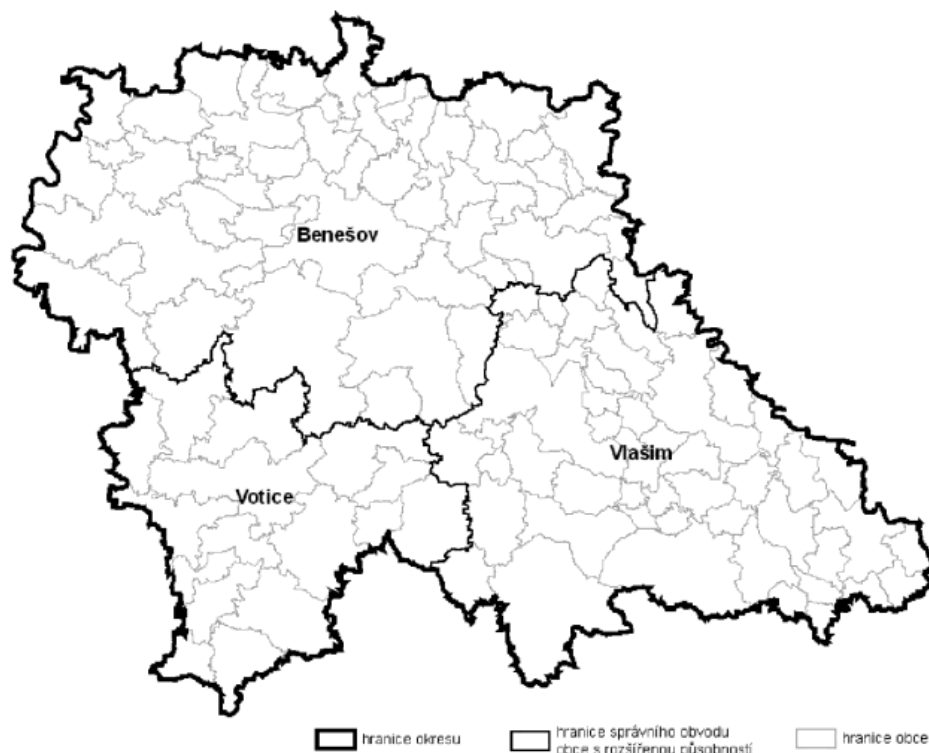 Benešov
Vlašim
Votice
hranice okresu
hranice správního obvodu
obce s rozšířenou působností
hranice obce